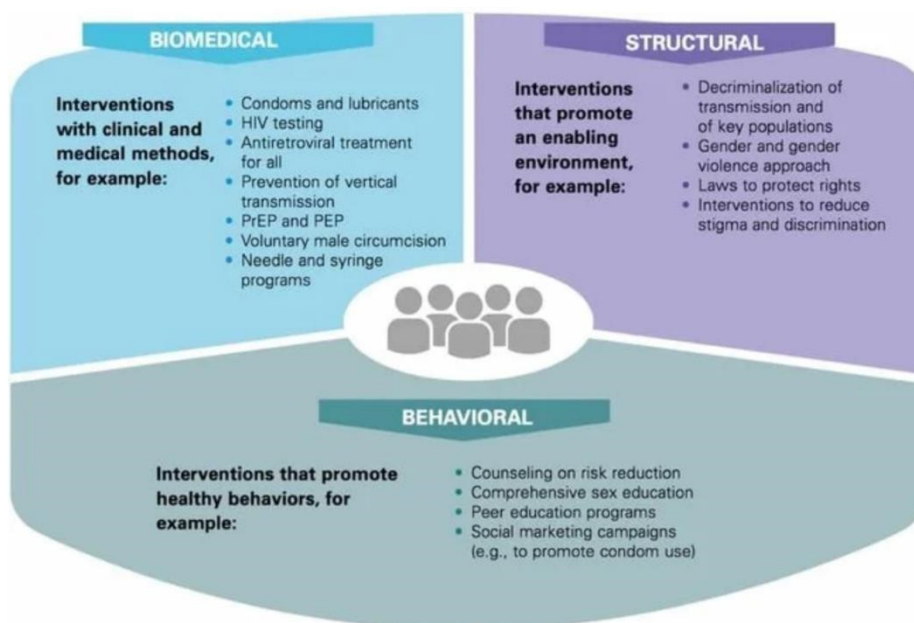 BIOMEDICAL
Interventions
with clinical and
medical methods,
for example:
• Condoms and lubricants
• HIV testing
• Antiretroviral treatment
for all
• Prevention of vertical
transmission
• PrEP and PEP
• Voluntary male circumcision
• Needle and syringe
programs
STRUCTURAL
Interventions
that promote
an enabling
environment,
for example:
• Decriminalization of
transmission and
of key populations
• Gender and gender
violence approach
• Laws to protect rights
• Interventions to reduce
stigma and discrimination
BEHAVIORAL
Interventions that promote
healthy behaviors, for
example:
• Counseling on risk reduction
• Comprehensive sex education
• Peer education programs
• Social marketing campaigns
(e.g., to promote condom use)